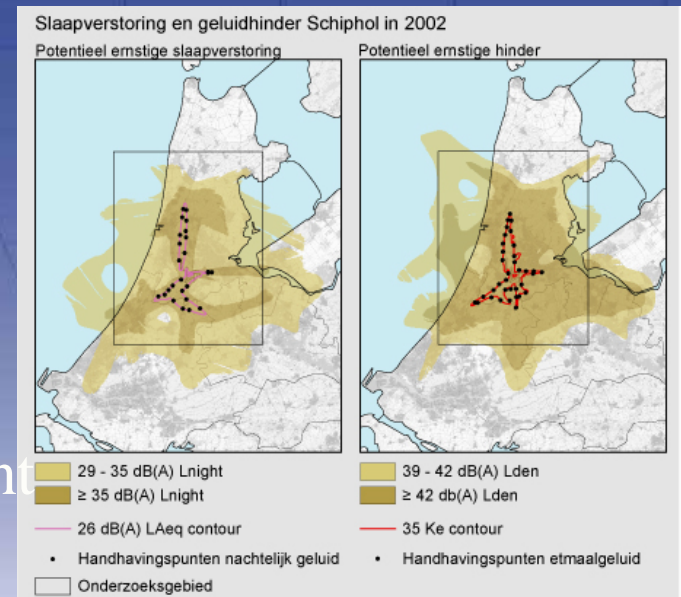 Slaapverstoring en geluidhinder Schiphol in 2002
Potentieel ernstige slaapverstoring
Potentieel ernstige hinder
29 - 35 dB(A) Lnight
≥ 35 dB(A) Lnight
26 dB(A) LAeq contour
Handhavingspunten nachtelijk geluid
Onderzoeksgebied
39 - 42 dB(A) Lden
≥ 42 db(A) Lden
35 Ke contour
Handhavingspunten etmaalgeluid